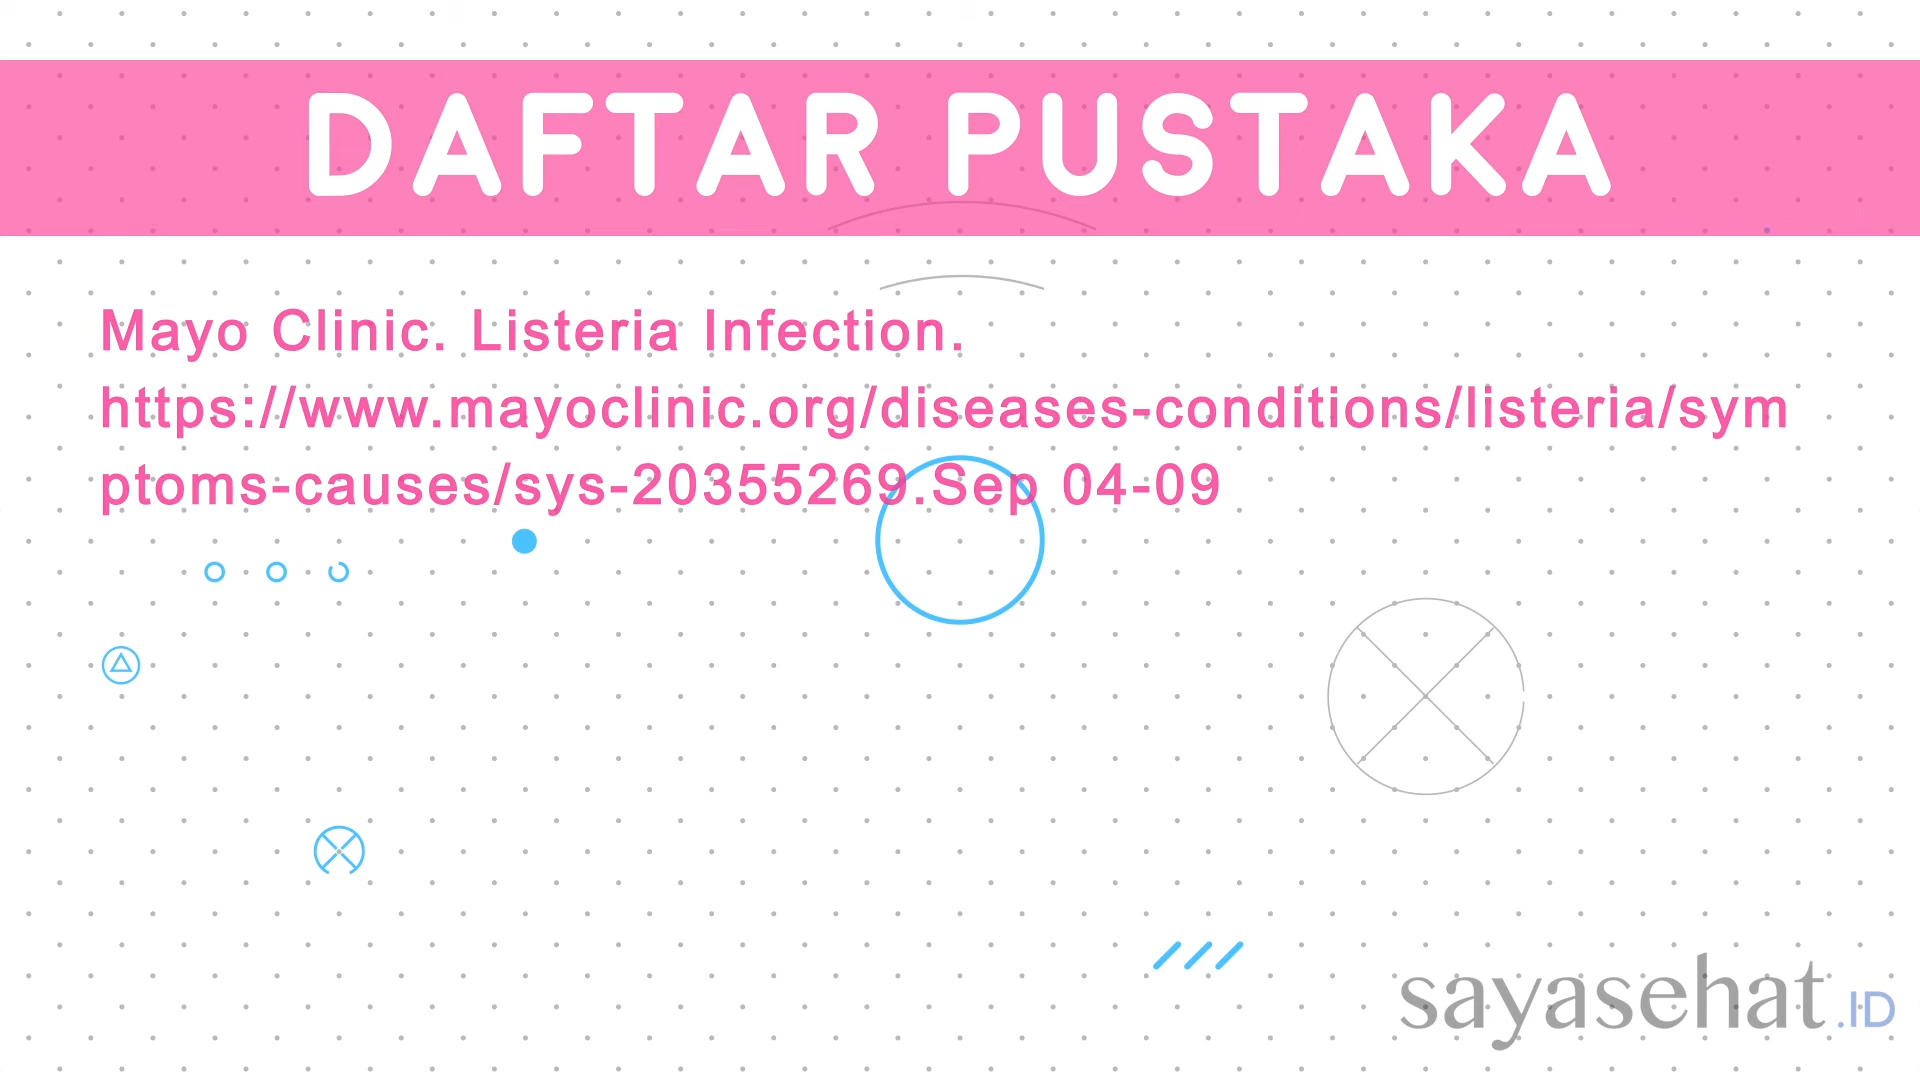 DAFTAR PUSTAKA
Mayo Clinic. Listeria Infection.
https://www.mayoclinic.org/diseases-conditions/listeria/sym
ptoms-causes/sys-20355269.Sep 04-09
sayasehat.ID